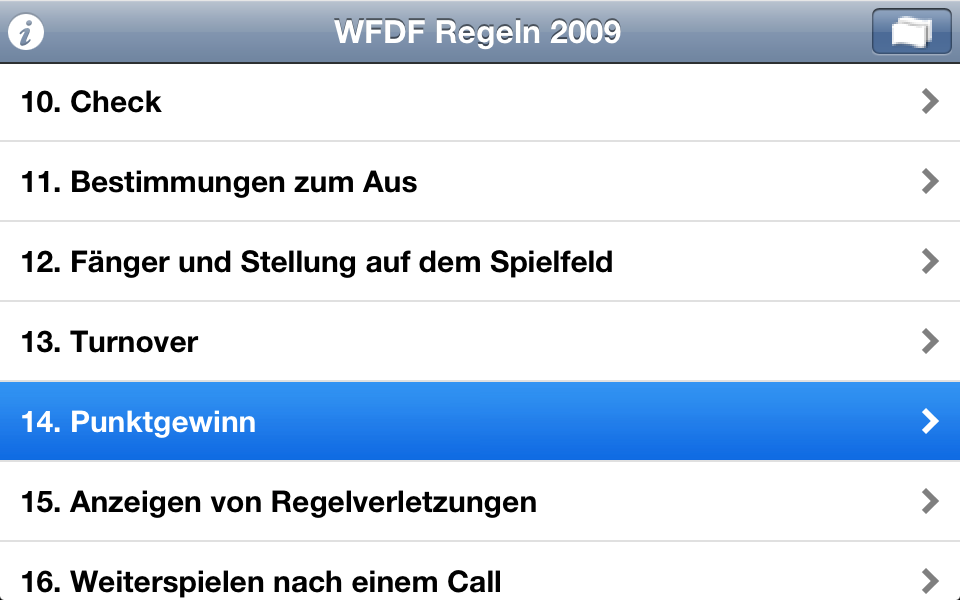 WFDF Regeln 2009
10. Check
11. Bestimmungen zum Aus
12. Fänger und Stellung auf dem Spielfeld
13. Turnover
14. Punktgewinn
15. Anzeigen von Regelverletzungen
16. Weiterspielen nach einem Call